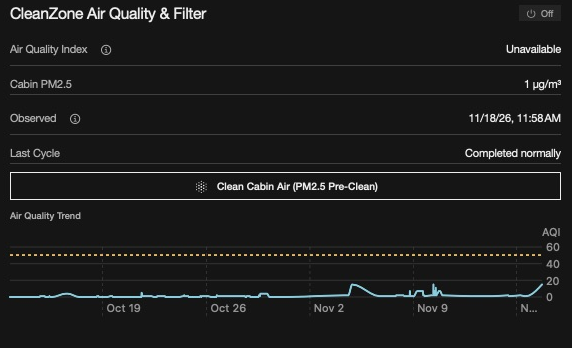 CleanZone Air Quality & Filter
Off
Air Quality Index
Unavailable
Cabin PM2.5
1 µg/m³
Observed
11/18/26, 11:58 AM
Last Cycle
Completed normally
Clean Cabin Air (PM2.5 Pre-Clean)
Air Quality Trend
AQI
60
40
20
0
Oct 19
Oct 26
Nov 2
Nov 9
N...